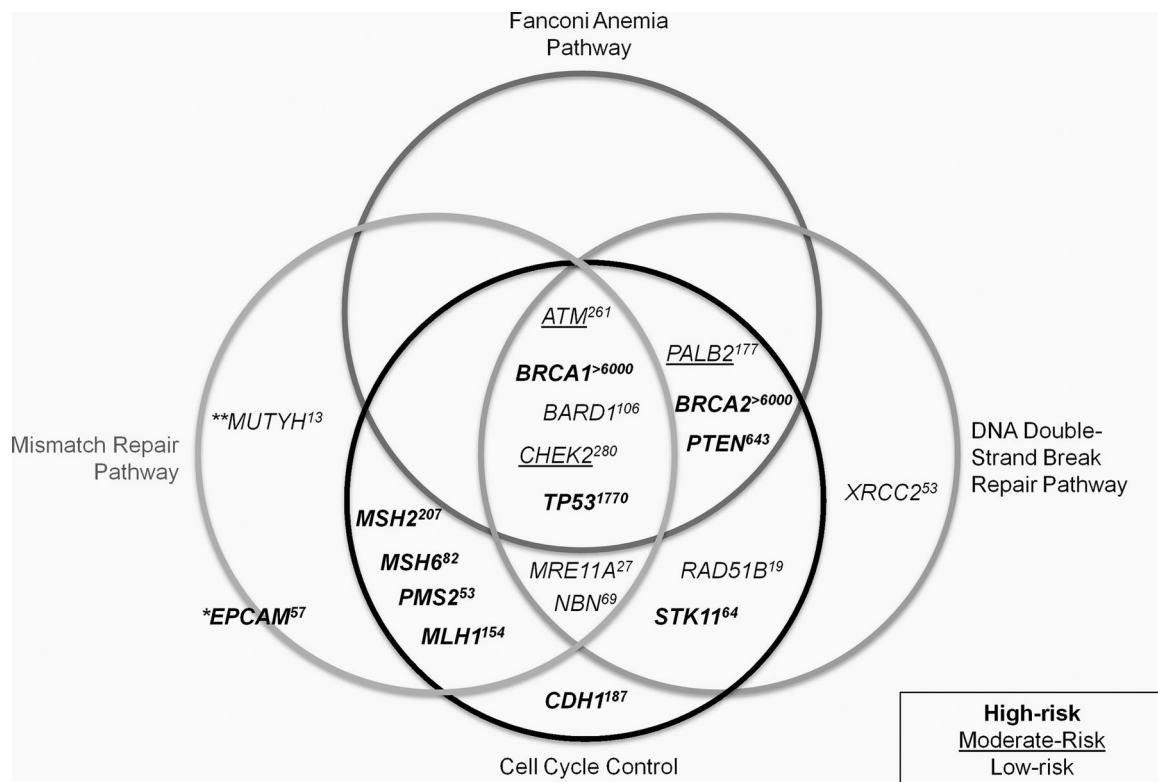 Fanconi Anemia
Pathway
ATM261
PALB2177
BRCA1>6000
BRCA2>6000
**MUTYH13
BARD1106
Mismatch Repair
Pathway
PTEN643
DNA Double-
Strand Break
Repair Pathway
CHEK2280
XRCC253
TP531770
MSH2207
MSH682
MRE11A27
RAD51B19
PMS253
NBN69
*EPCAM57
STK1164
MLH1154
CDH1187
Cell Cycle Control
High-risk
Moderate-Risk
Low-risk